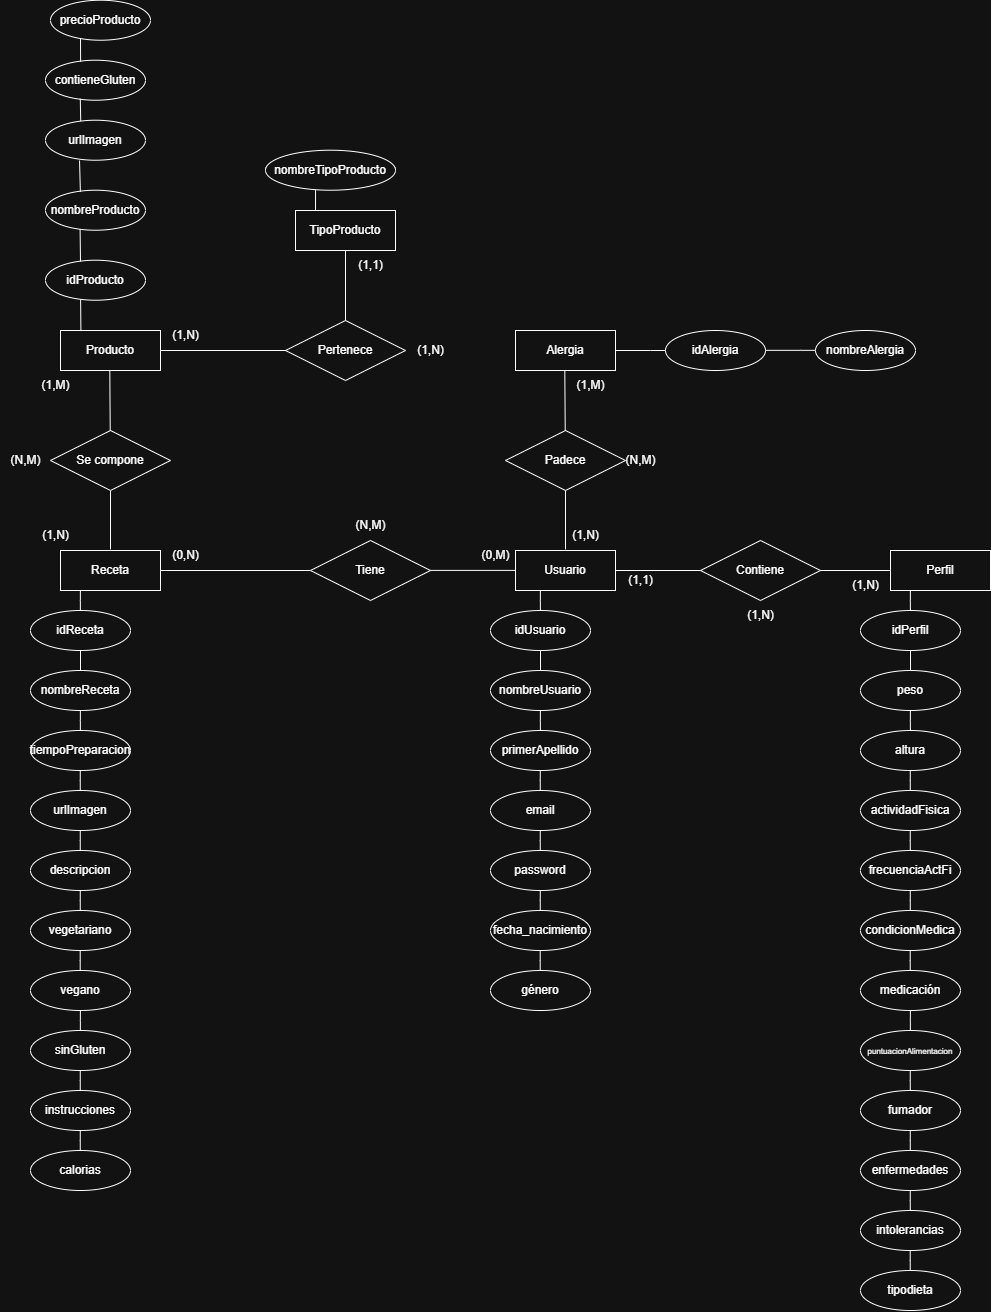 precioProducto
contieneGluten
urlImagen
nombreProducto
idProducto
nombreTipoProducto
TipoProducto
(1,1)
Producto
(1,N)
Pertenece
(1,N)
(1,M)
Alergia
idAlergia
nombreAlergia
(1,M)
(N,M)
Se compone
Padece
(N,M)
(1,N)
(1,N)
Receta
(0,N)
(N,M)
Tiene
(0,M)
Usuario
(1,1)
Contiene
(1,N)
(1,N)
Perfil
idReceta
nombreReceta
tiempoPreparacion
urlImagen
descripcion
vegetariano
vegano
sinGluten
instrucciones
calorias
idUsuario
nombreUsuario
primerApellido
email
password
fecha_nacimiento
género
idPerfil
peso
altura
actividadFisica
frecuenciaActFi
condicionMedica
medicación
puntuacionAlimentacion
fumador
enfermedades
intolerancias
tipodieta